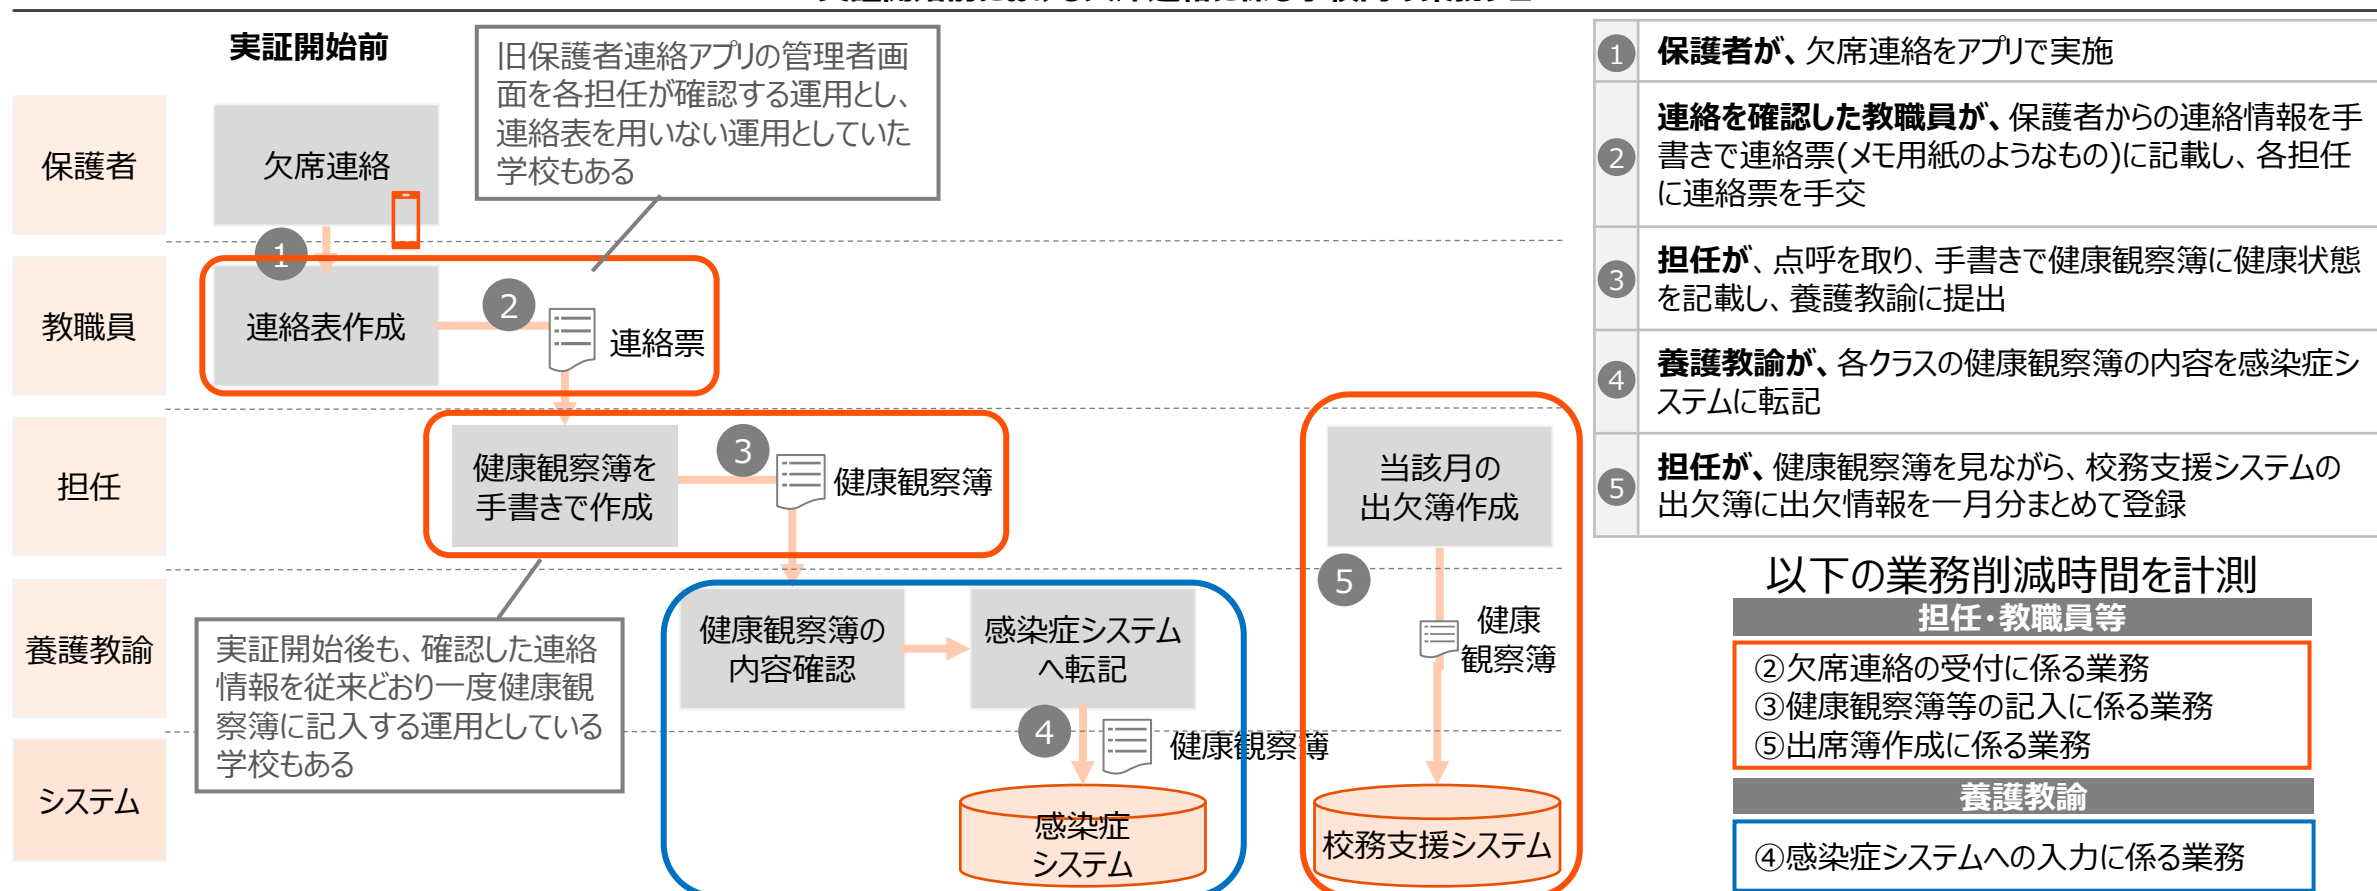 実証開始前
旧保護者連絡アプリの管理者画
面を各担任が確認する運用とし、
連絡表を用いない運用としていた
学校もある
保護者
欠席連絡
1
教職員
連絡表作成
2
連絡票
担任
健康観察簿を
手書きで作成
3
健康観察簿
当該月の
出欠簿作成
5
養護教諭
実証開始後も、確認した連絡
情報を従来どおり一度健康観
察簿に記入する運用としている
学校もある
健康観察簿の
内容確認
感染症システム
へ転記
健康
観察簿
4
健康観察簿
システム
感染症
システム
校務支援システム
1 保護者が、欠席連絡をアプリで実施
2 連絡を確認した教職員が、保護者からの連絡情報を手
書きで連絡票(メモ用紙のようなもの)に記載し、各担任
に連絡票を手交
3 担任が、点呼を取り、手書きで健康観察簿に健康状態
を記載し、養護教諭に提出
4 養護教諭が、各クラスの健康観察簿の内容を感染症シ
ステムに転記
5 担任が、健康観察簿を見ながら、校務支援システムの
出欠簿に出欠情報を一月分まとめて登録
以下の業務削減時間を計測
担任・教職員等
②欠席連絡の受付に係る業務
③健康観察簿等の記入に係る業務
⑤出席簿作成に係る業務
養護教諭
④感染症システムへの入力に係る業務